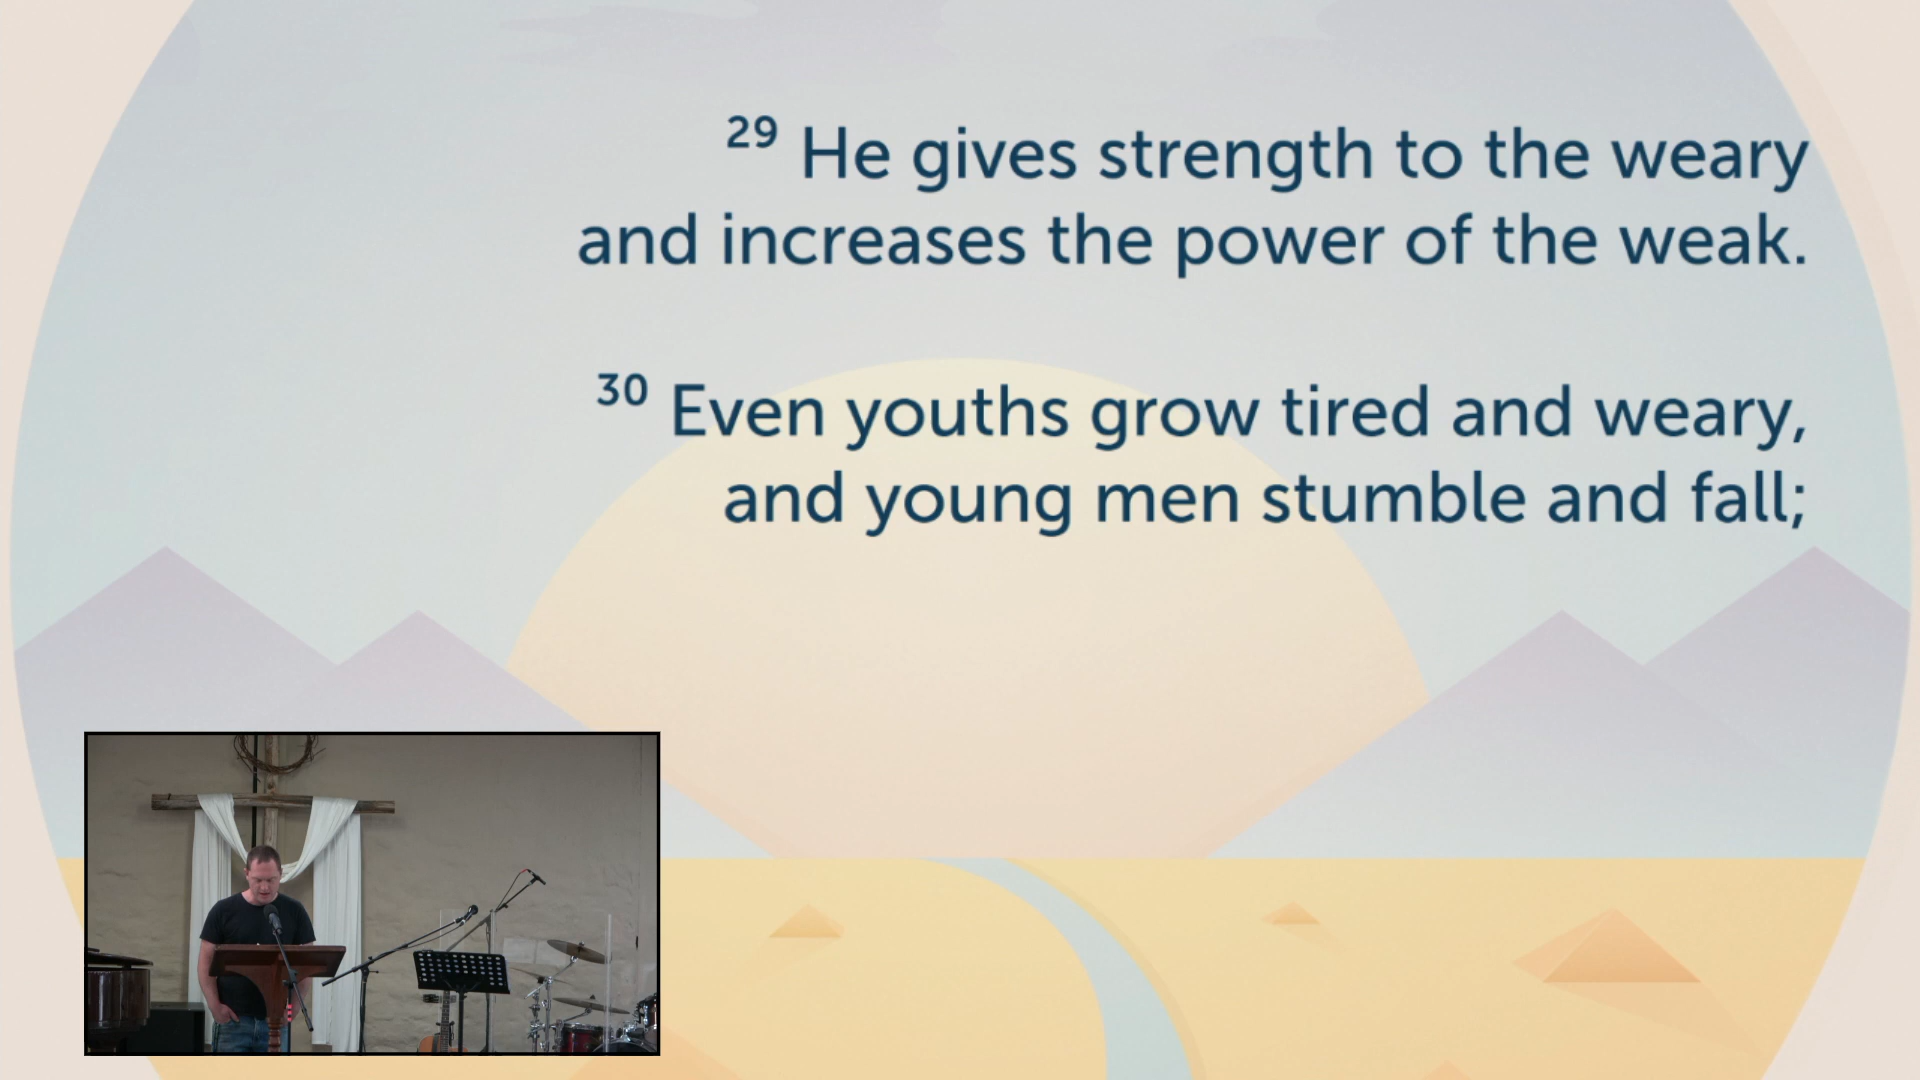 29 He gives strength to the weary
and increases the power of the weak.
30 Even youths grow tired and weary,
and young men stumble and fall;